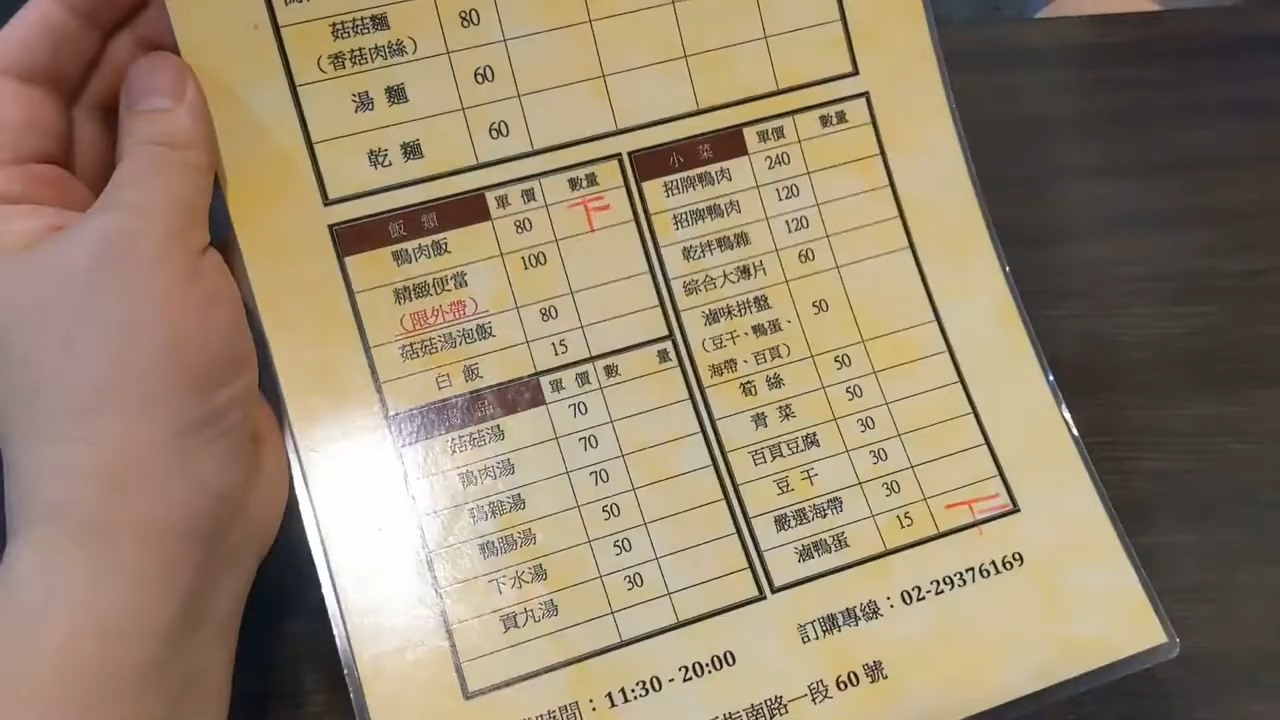 菇菇麵 80
（香菇肉絲）
湯 麵 60
乾 麵 60
飯 類 單 價 數量
鴨肉飯 80
精緻便當 100
（限外帶）
菇菇湯泡飯 80
白 飯 15
湯 品 單 價 數 量
菇菇湯 70
鴨肉湯 70
鴨雜湯 70
鴨腸湯 50
下水湯 50
貢丸湯 30
小 菜 單價 數量
招牌鴨肉 240
招牌鴨肉 120
乾拌鴨雜 120
綜合大薄片 60
滷味拼盤 50
（豆干、鴨蛋、
海帶、百頁）
筍 絲 50
青 菜 50
百頁豆腐 30
豆 干 30
嚴選海帶 30
滷鴨蛋 15
時間：11:30 - 20:00
訂購專線：02-29376169
指南路一段 60 號